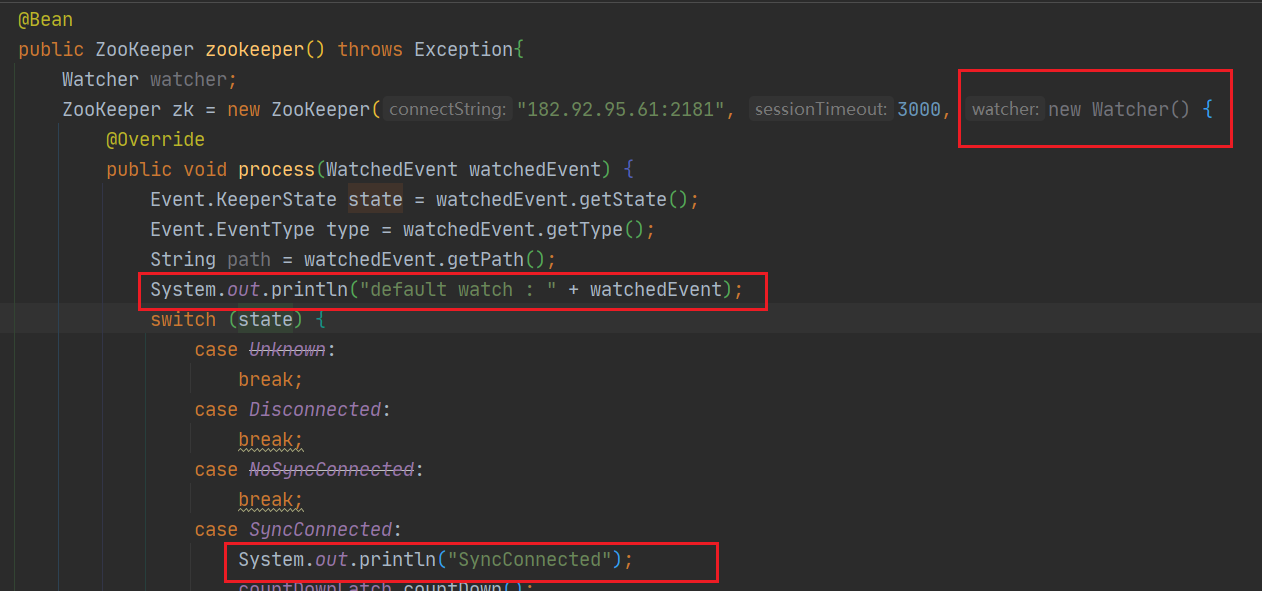 @Bean
public ZooKeeper zookeeper() throws Exception{
Watcher watcher;
ZooKeeper zk = new ZooKeeper( connectString: "182.92.95.61:2181", sessionTimeout: 3000, watcher: new Watcher() {
@Override
public void process(WatchedEvent watchedEvent) {
Event.KeeperState state = watchedEvent.getState();
Event.EventType type = watchedEvent.getType();
String path = watchedEvent.getPath();
System.out.println("default watch : " + watchedEvent);
switch (state) {
case Unknown:
break;
case Disconnected:
break;
case NoSyncConnected:
break;
case SyncConnected:
System.out.println("SyncConnected");
countDownLatch.countDown();